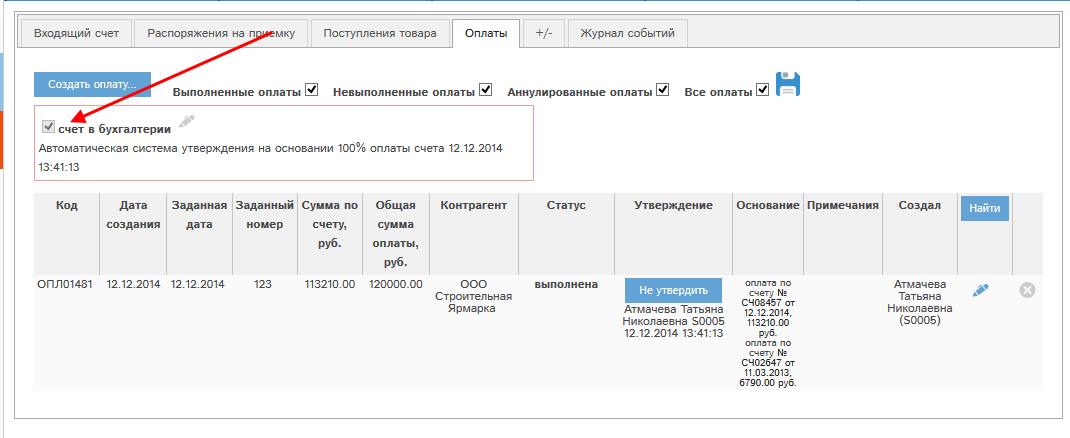 Входящий счет Распоряжения на приемку Поступления товара Оплаты +/- Журнал событий
Создать оплату... Выполненные оплаты Невыполненные оплаты Аннулированные оплаты Все оплаты
счет в бухгалтерии
Автоматическая система утверждения на основании 100% оплаты счета 12.12.2014
13:41:13
Код
Дата
создания
Заданная
дата
Заданный
номер
Сумма по
счету,
руб.
Общая
сумма
оплаты,
руб.
Контрагент
Статус
Утверждение
Основание
Примечания
Создал
Найти
ОПЛ01481
12.12.2014
12.12.2014
123
113210.00
120000.00
ООО
Строительная
Ярмарка
выполнена
Не утвердить
Атмачева Татьяна
Николаевна S0005
12.12.2014 13:41:13
оплата по
счету №
СЧ08457 от
12.12.2014,
113210.00
руб.
оплата по
счету №
СЧ02647 от
11.03.2013,
6790.00 руб.
Атмачева
Татьяна
Николаевна
(S0005)